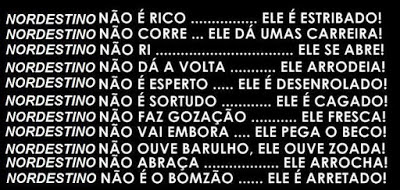 NORDESTINO NÃO É RICO ............... ELE É ESTRIBADO!
NORDESTINO NÃO CORRE ... ELE DÁ UMAS CARREIRA!
NORDESTINO NÃO RI ................................ ELE SE ABRE!
NORDESTINO NÃO DÁ A VOLTA ........... ELE ARRODEIA!
NORDESTINO NÃO É ESPERTO .... ELE É DESENROLADO!
NORDESTINO NÃO É SORTUDO ............ ELE É CAGADO!
NORDESTINO NÃO FAZ GOZAÇÃO ............ ELE FRESCA!
NORDESTINO NÃO VAI EMBORA .... ELE PEGA O BECO!
NORDESTINO NÃO OUVE BARULHO, ELE OUVE ZOADA!
NORDESTINO NÃO ABRAÇA .................. ELE ARROCHA!
NORDESTINO NÃO É O BOMZÃO ...... ELE É ARRETADO!